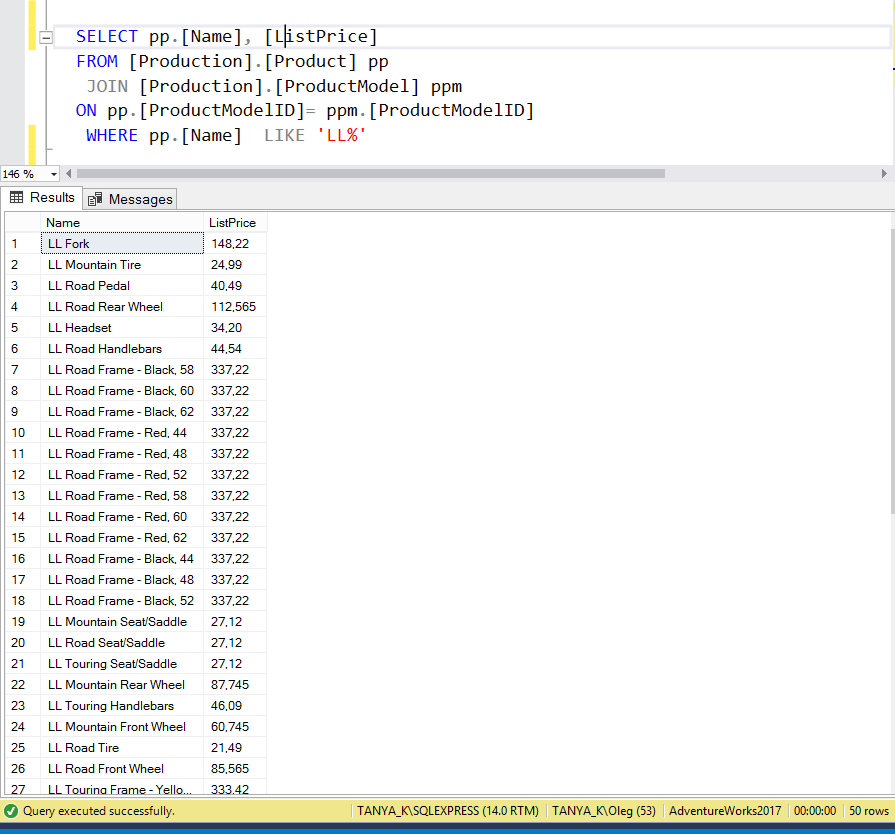 SELECT pp.[Name], [ListPrice]
FROM [Production].[Product] pp
JOIN [Production].[ProductModel] ppm
ON pp.[ProductModelID]= ppm.[ProductModelID]
WHERE pp.[Name]  LIKE 'LL%'
146 %
Results Messages
Name ListPrice
1 LL Fork 148,22
2 LL Mountain Tire 24,99
3 LL Road Pedal 40,49
4 LL Road Rear Wheel 112,565
5 LL Headset 34,20
6 LL Road Handlebars 44,54
7 LL Road Frame - Black, 58 337,22
8 LL Road Frame - Black, 60 337,22
9 LL Road Frame - Black, 62 337,22
10 LL Road Frame - Red, 44 337,22
11 LL Road Frame - Red, 48 337,22
12 LL Road Frame - Red, 52 337,22
13 LL Road Frame - Red, 58 337,22
14 LL Road Frame - Red, 60 337,22
15 LL Road Frame - Red, 62 337,22
16 LL Road Frame - Black, 44 337,22
17 LL Road Frame - Black, 48 337,22
18 LL Road Frame - Black, 52 337,22
19 LL Mountain Seat/Saddle 27,12
20 LL Road Seat/Saddle 27,12
21 LL Touring Seat/Saddle 27,12
22 LL Mountain Rear Wheel 87,745
23 LL Touring Handlebars 46,09
24 LL Mountain Front Wheel 60,745
25 LL Road Tire 21,49
26 LL Road Front Wheel 85,565
27 LL Touring Frame - Yello... 333,42
Query executed successfully. TANYA_K\SQLEXPRESS (14.0 RTM) TANYA_K\Oleg (53) AdventureWorks2017 00:00:00 50 rows